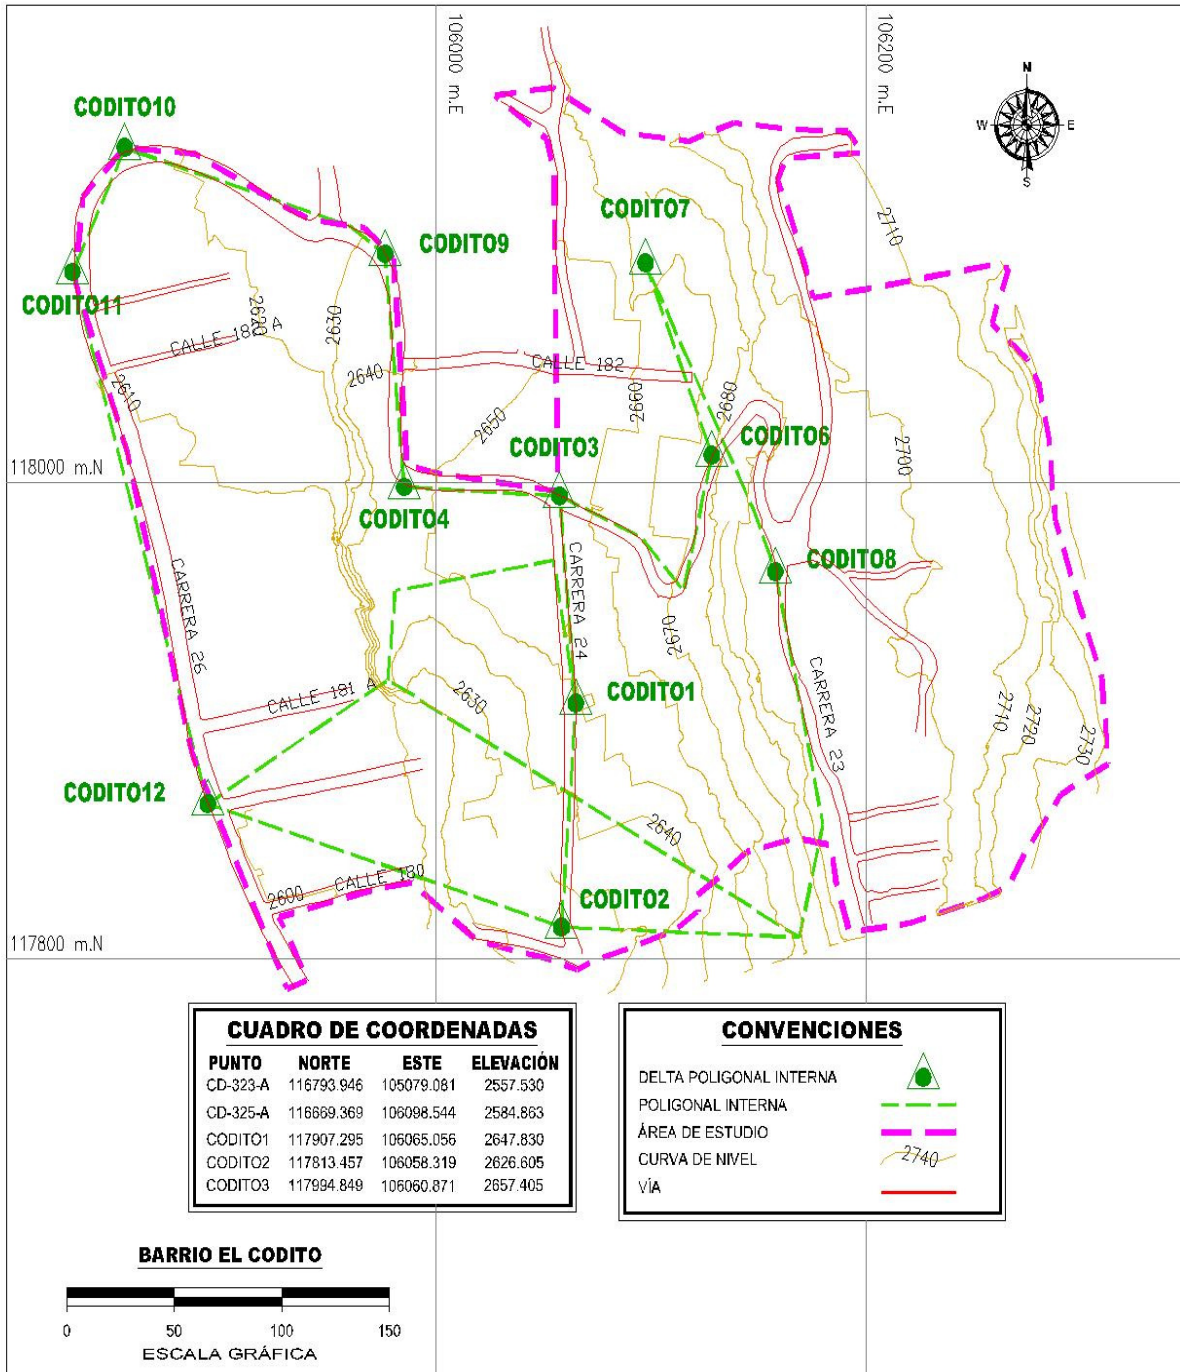 106000 m.E
106200 m.E
N
W
E
S
CODITO10
CODITO7
CODITO9
2710
CODITO11
2620
2630
CALLE 182 A
CALLE 182
2640
2610
2660
2680
2650
CODITO3
CODITO6
2700
118000 m.N
CODITO4
CODITO8
CARRERA 26
CARRERA 24
2670
CALLE 181 A
2630
CODITO1
CARRERA 23
2710
2720
2730
CODITO12
2640
CALLE 180
2600
CODITO2
117800 m.N
CUADRO DE COORDENADAS
PUNTO NORTE ESTE ELEVACIÓN
CD-323-A 116793.946 105079.081 2557.530
CD-325-A 116669.369 106098.544 2584.863
CODITO1 117907.295 106065.056 2647.830
CODITO2 117813.457 106058.319 2626.605
CODITO3 117994.849 106060.871 2657.405
CONVENCIONES
DELTA POLIGONAL INTERNA
POLIGONAL INTERNA
ÁREA DE ESTUDIO
CURVA DE NIVEL 2740
VÍA
BARRIO EL CODITO
0 50 100 150
ESCALA GRÁFICA